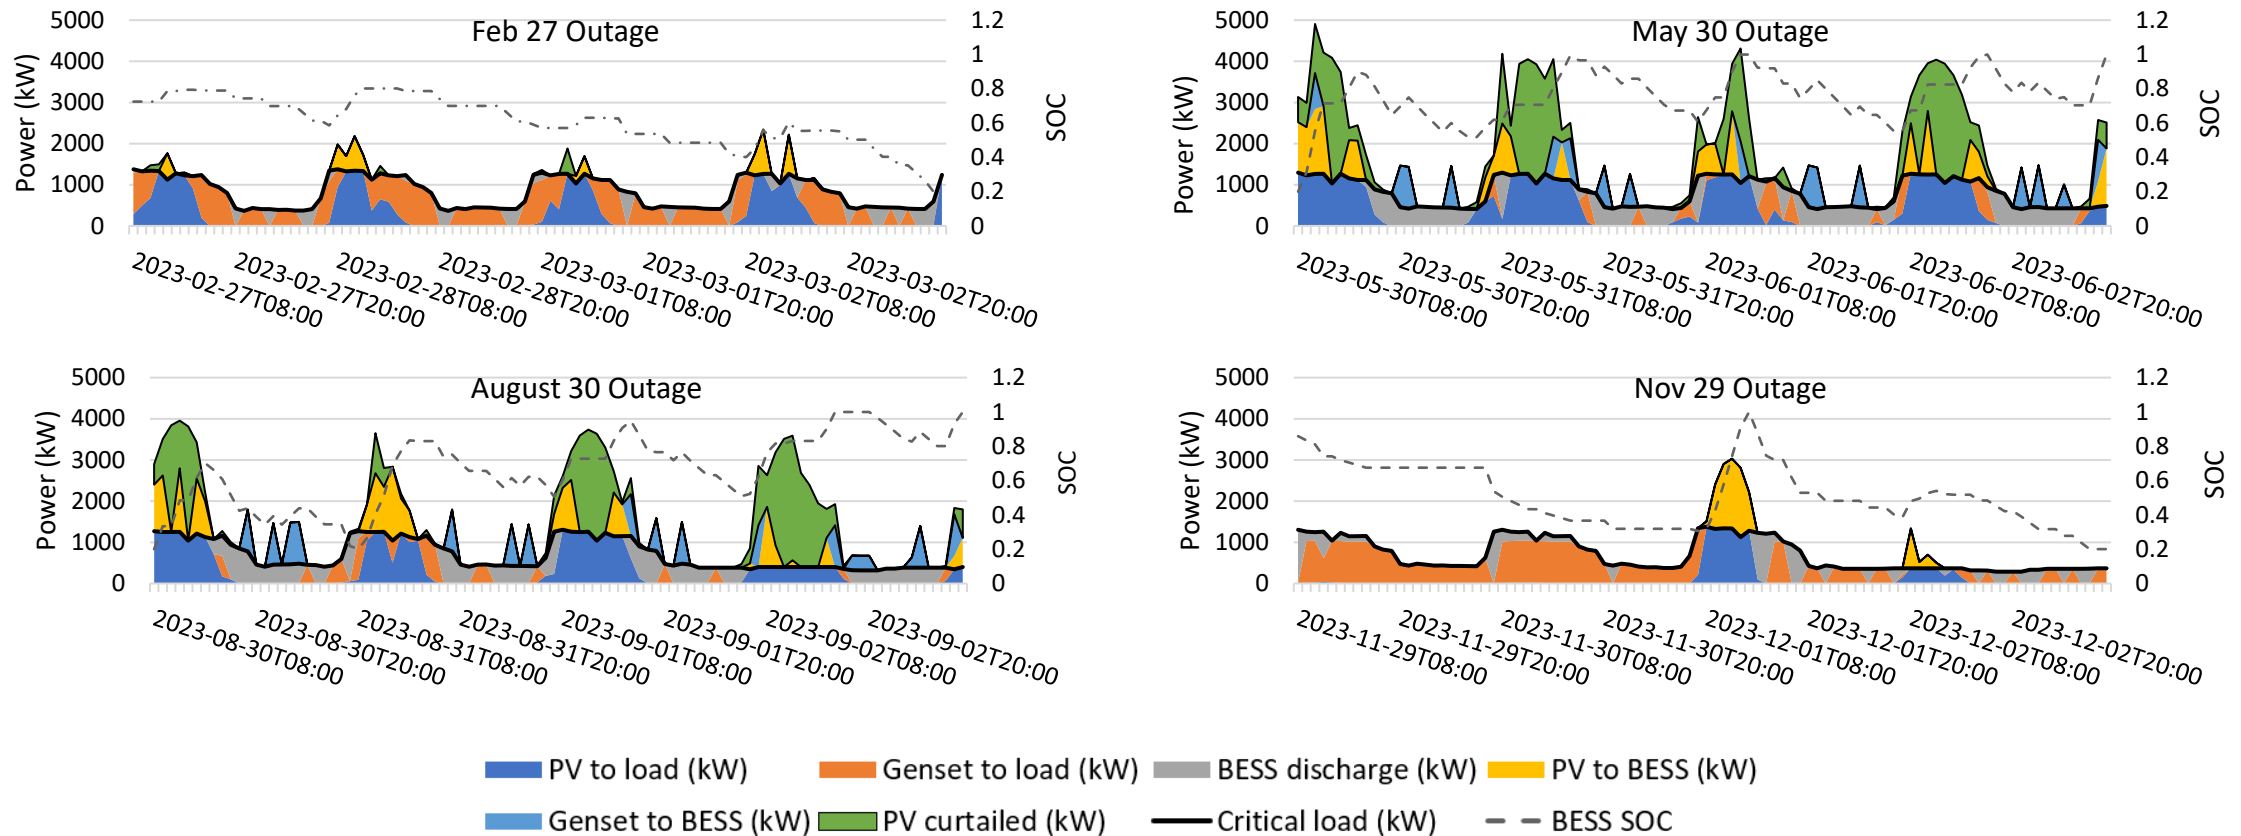 Feb 27 Outage
Power (kW)
5000
4000
3000
2000
1000
0
1.2
1
0.8
0.6
0.4
0.2
0
SOC
2023-02-27T08:00
2023-02-27T20:00
2023-02-28T08:00
2023-02-28T20:00
2023-03-01T08:00
2023-03-01T20:00
2023-03-02T08:00
2023-03-02T20:00
May 30 Outage
Power (kW)
5000
4000
3000
2000
1000
0
1.2
1
0.8
0.6
0.4
0.2
0
SOC
2023-05-30T08:00
2023-05-30T20:00
2023-05-31T08:00
2023-05-31T20:00
2023-06-01T08:00
2023-06-01T20:00
2023-06-02T08:00
2023-06-02T20:00
August 30 Outage
Power (kW)
5000
4000
3000
2000
1000
0
1.2
1
0.8
0.6
0.4
0.2
0
SOC
2023-08-30T08:00
2023-08-30T20:00
2023-08-31T08:00
2023-08-31T20:00
2023-09-01T08:00
2023-09-01T20:00
2023-09-02T08:00
2023-09-02T20:00
Nov 29 Outage
Power (kW)
5000
4000
3000
2000
1000
0
1.2
1
0.8
0.6
0.4
0.2
0
SOC
2023-11-29T08:00
2023-11-29T20:00
2023-11-30T08:00
2023-11-30T20:00
2023-12-01T08:00
2023-12-01T20:00
2023-12-02T08:00
2023-12-02T20:00
PV to load (kW) Genset to load (kW) BESS discharge (kW) PV to BESS (kW)
Genset to BESS (kW) PV curtailed (kW) Critical load (kW) BESS SOC